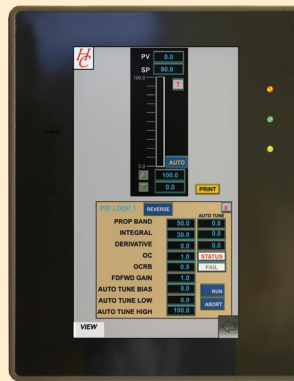 HC
PV 0.0
SP 90.0
100.0
T
0.0
AUTO
100.0
0.0
PRINT
PID LOOP 1 REVERSE X
AUTO TUNE
PROP BAND 50.0 0.0
INTEGRAL 30.0 0.0
DERIVATIVE 0.0 0.0
OC 1.0 STATUS
OCRB 0.5 FAIL
FDFWD GAIN 1.0
AUTO TUNE BIAS 0.0 RUN
AUTO TUNE LOW 0.0 ABORT
AUTO TUNE HIGH 100.0
VIEW